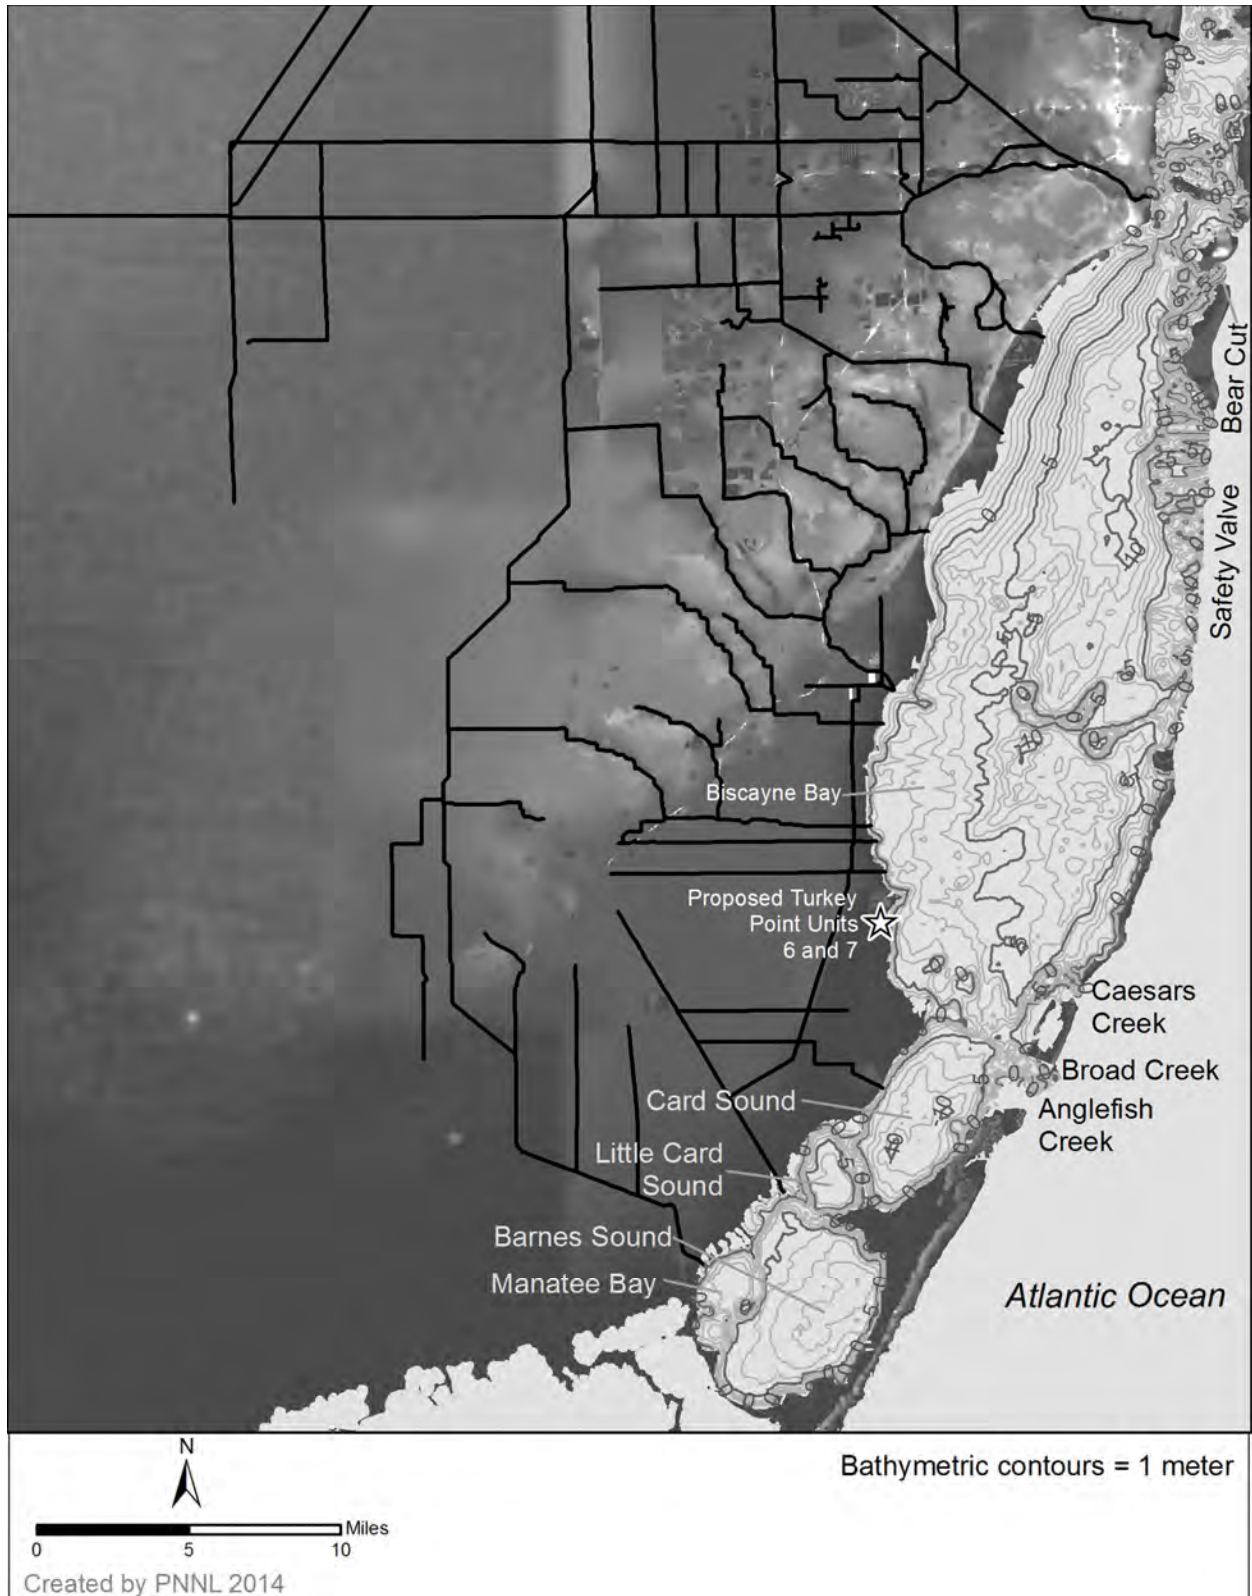 Bear Cut
Safety Valve
Biscayne Bay
Proposed Turkey
Point Units
6 and 7
Caesars
Creek
Broad Creek
Anglefish
Creek
Card Sound
Little Card
Sound
Barnes Sound
Manatee Bay
Atlantic Ocean
N
Bathymetric contours = 1 meter
Miles
0 5 10
Created by PNNL 2014